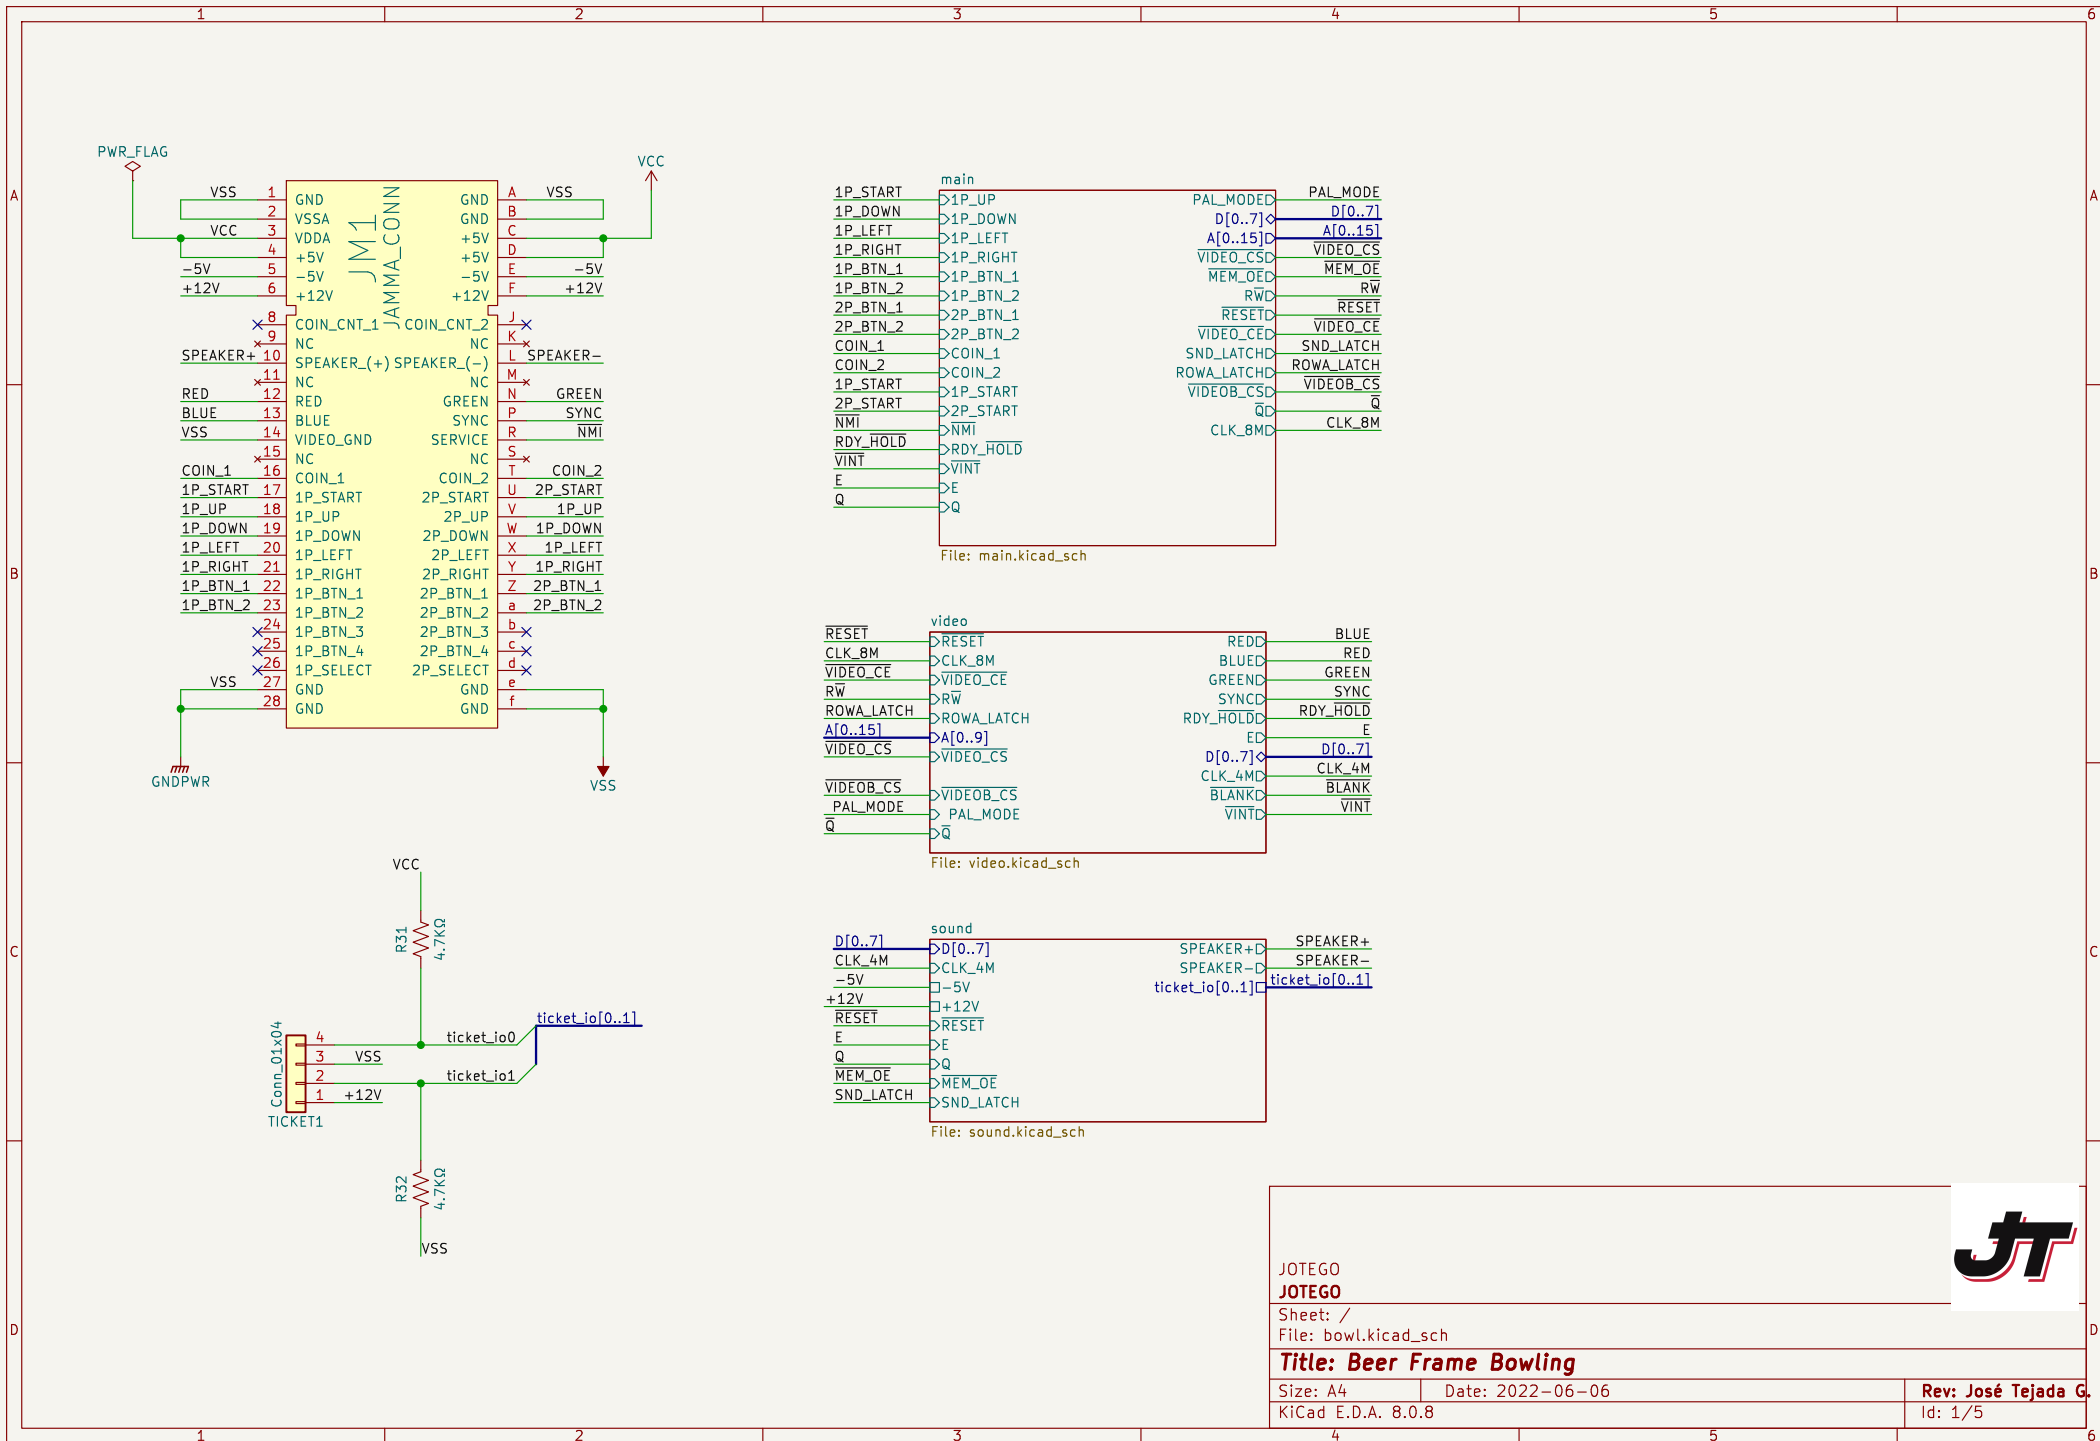 1 2 3 4 5 6
A
B
C
D
A
B
C
D
PWR_FLAG
VCC
JM1
JAMMA_CONN
VSS 1 GND
2 VSSA
VCC 3 VDDA
4 +5V
-5V 5 -5V
+12V 6 +12V
8 COIN_CNT_1
9 NC
SPEAKER+ 10 SPEAKER_(+)
11 NC
RED 12 RED
BLUE 13 BLUE
VSS 14 VIDEO_GND
15 NC
COIN_1 16 COIN_1
1P_START 17 1P_START
1P_UP 18 1P_UP
1P_DOWN 19 1P_DOWN
1P_LEFT 20 1P_LEFT
1P_RIGHT 21 1P_RIGHT
1P_BTN_1 22 1P_BTN_1
1P_BTN_2 23 1P_BTN_2
24 1P_BTN_3
25 1P_BTN_4
26 1P_SELECT
VSS 27 GND
28 GND
GND A VSS
GND B
+5V C
+5V D
-5V E -5V
+12V F +12V
COIN_CNT_2 J
NC K
SPEAKER_(-) L SPEAKER-
NC M
GREEN N GREEN
SYNC P SYNC
SERVICE R NMI
NC S
COIN_2 T COIN_2
2P_START U 2P_START
2P_UP V 1P_UP
2P_DOWN W 1P_DOWN
2P_LEFT X 1P_LEFT
2P_RIGHT Y 1P_RIGHT
2P_BTN_1 Z 2P_BTN_1
2P_BTN_2 a 2P_BTN_2
2P_BTN_3 b
2P_BTN_4 c
2P_SELECT d
GND e
GND f
GNDPWR
VSS
VCC
R31
4.7KΩ
ticket_io[0..1]
Conn_01x04
4 ticket_io0
3 VSS
2 ticket_io1
1 +12V
TICKET1
R32
4.7KΩ
VSS
main
1P_START 1P_UP
1P_DOWN 1P_DOWN
1P_LEFT 1P_LEFT
1P_RIGHT 1P_RIGHT
1P_BTN_1 1P_BTN_1
1P_BTN_2 1P_BTN_2
2P_BTN_1 2P_BTN_1
2P_BTN_2 2P_BTN_2
COIN_1 COIN_1
COIN_2 COIN_2
1P_START 1P_START
2P_START 2P_START
NMI NMI
RDY_HOLD RDY_HOLD
VINT VINT
E E
Q Q
PAL_MODE PAL_MODE
D[0..7] D[0..7]
A[0..15] A[0..15]
VIDEO_CS VIDEO_CS
MEM_OE MEM_OE
RW RW
RESET RESET
VIDEO_CE VIDEO_CE
SND_LATCH SND_LATCH
ROWA_LATCH ROWA_LATCH
VIDEOB_CS VIDEOB_CS
Q Q
CLK_8M CLK_8M
File: main.kicad_sch
video
RESET RESET
CLK_8M CLK_8M
VIDEO_CE VIDEO_CE
RW RW
ROWA_LATCH ROWA_LATCH
A[0..15] A[0..9]
VIDEO_CS VIDEO_CS
VIDEOB_CS VIDEOB_CS
PAL_MODE PAL_MODE
Q Q
RED BLUE
BLUE RED
GREEN GREEN
SYNC SYNC
RDY_HOLD RDY_HOLD
E E
D[0..7] D[0..7]
CLK_4M CLK_4M
BLANK BLANK
VINT VINT
File: video.kicad_sch
sound
D[0..7] D[0..7]
CLK_4M CLK_4M
-5V -5V
+12V +12V
RESET RESET
E E
Q Q
MEM_OE MEM_OE
SND_LATCH SND_LATCH
SPEAKER+ SPEAKER+
SPEAKER- SPEAKER-
ticket_io[0..1] ticket_io[0..1]
File: sound.kicad_sch
JT
JOTEGO
JOTEGO
Sheet: /
File: bowl.kicad_sch
Title: Beer Frame Bowling
Size: A4 Date: 2022-06-06 Rev: José Tejada G.
KiCad E.D.A. 8.0.8 Id: 1/5
1 2 3 4 5 6